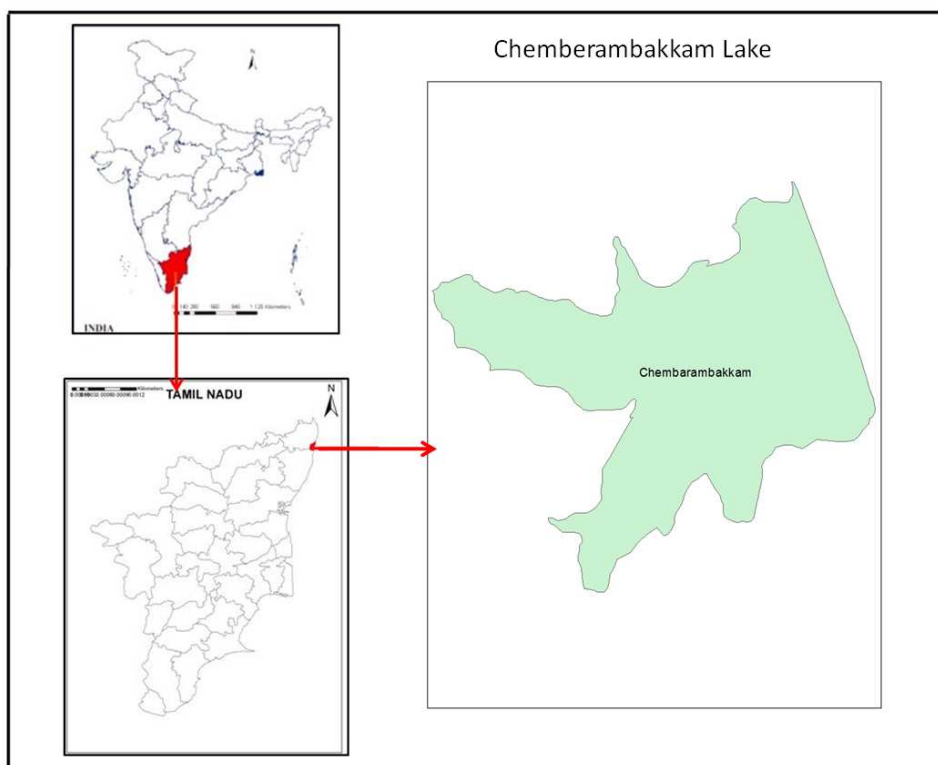 Chemberambakkam Lake
N
INDIA
Kilometers
TAMIL NADU
N
Chembarambakkam